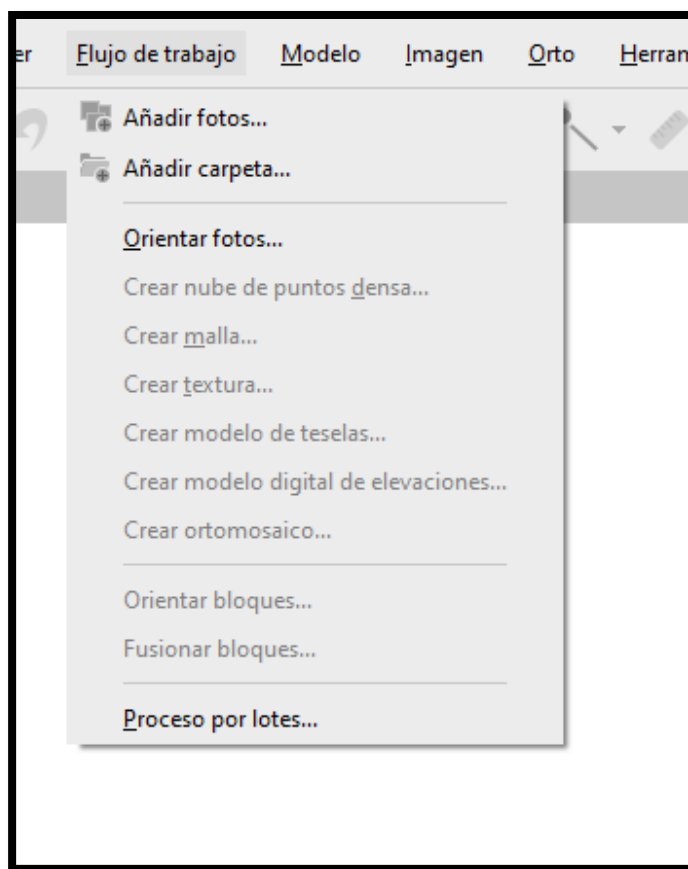 er Flujo de trabajo Modelo Imagen Orto Herran
Añadir fotos...
Añadir carpeta...
Orientar fotos...
Crear nube de puntos densa...
Crear malla...
Crear textura...
Crear modelo de teselas...
Crear modelo digital de elevaciones...
Crear ortomosaico...
Orientar bloques...
Fusionar bloques...
Proceso por lotes...